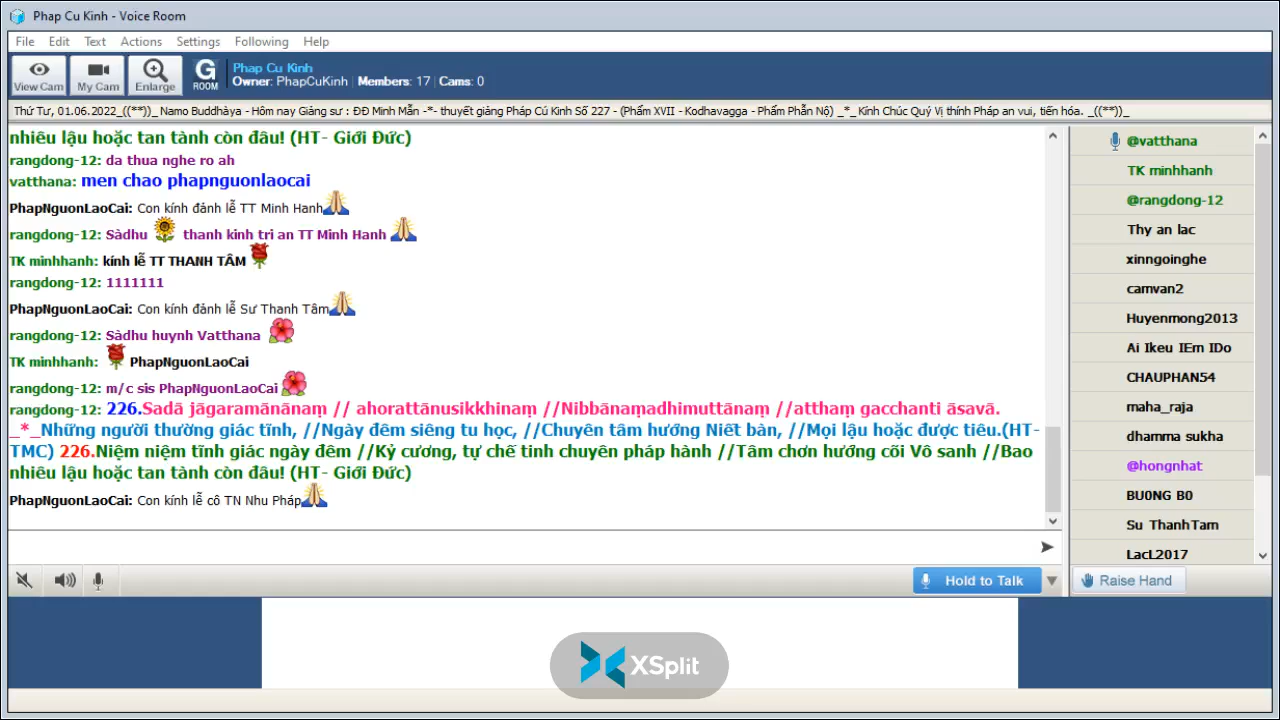 Phap Cu Kinh - Voice Room
File Edit Text Actions Settings Following Help
View Cam My Cam Enlarge G ROOM
Phap Cu Kinh
Owner: PhapCuKinh Members: 17 Cams: 0
Thứ Tư, 01.06.2022_((**))_ Namo Buddhàya - Hôm nay Giảng sư : ĐĐ Minh Mẫn -*- thuyết giảng Pháp Cú Kinh Số 227 - (Phẩm XVII - Kodhavagga - Phẩm Phẫn Nộ) _*_ Kính Chúc Quý Vị thính Pháp an vui, tiến hóa. _((**))_
nhiêu lậu hoặc tan tành còn đâu! (HT- Giới Đức)
rangdong-12: da thua nghe ro ah
vatthana: men chao phapnguonlaocai
PhapNguonLaoCai: Con kính đảnh lễ TT Minh Hanh
rangdong-12: Sàdhu thanh kinh tri an TT Minh Hanh
TK minhhanh: kính lễ TT THANH TÂM
rangdong-12: 1111111
PhapNguonLaoCai: Con kính đảnh lễ Sư Thanh Tâm
rangdong-12: Sàdhu huynh Vatthana
TK minhhanh: PhapNguonLaoCai
rangdong-12: m/c sis PhapNguonLaoCai
rangdong-12: 226.Sadā jāgaramānānaṃ // ahorattānusikkhinaṃ //Nibbānaṃadhimuttānaṃ //atthaṃ gacchanti āsavā.
_*_Những người thường giác tĩnh, //Ngày đêm siêng tu học, //Chuyên tâm hướng Niết bàn, //Mọi lậu hoặc được tiêu.(HT-
TMC) 226.Niệm niệm tĩnh giác ngày đêm //Kỷ cương, tự chế tinh chuyên pháp hành //Tâm chơn hướng cõi Vô sanh //Bao
nhiêu lậu hoặc tan tành còn đâu! (HT- Giới Đức)
PhapNguonLaoCai: Con kính lễ cô TN Nhu Pháp
Hold to Talk
@vatthana
TK minhhanh
@rangdong-12
Thy an lac
xinngoinghe
camvan2
Huyenmong2013
Ai Ikeu IEm IDo
CHAUPHAN54
maha_raja
dhamma sukha
@hongnhat
BU0NG B0
Su ThanhTam
LacL2017
Raise Hand
XSplit